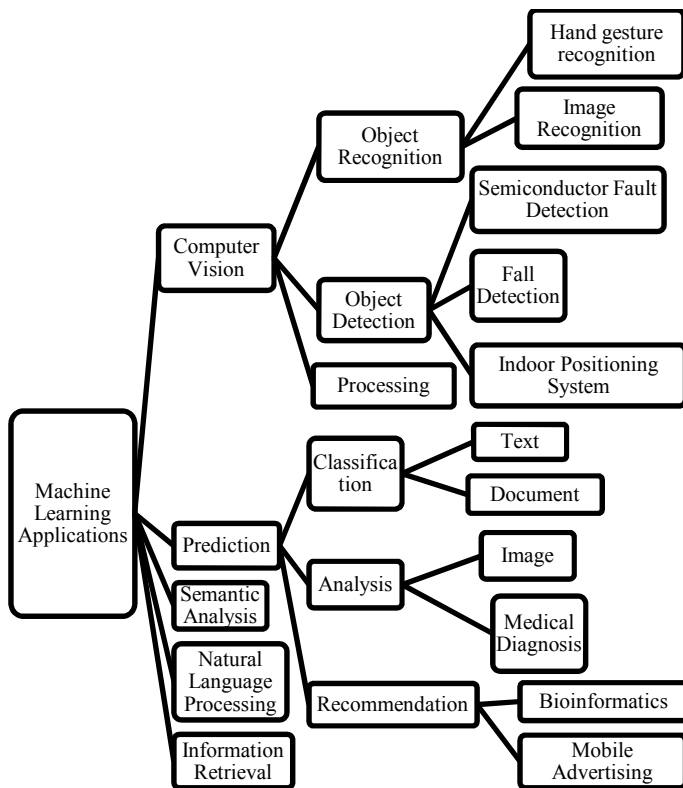 Hand gesture
recognition
Image
Recognition
Object
Recognition
Semiconductor Fault
Detection
Computer
Vision
Fall
Detection
Object
Detection
Indoor Positioning
System
Processing
Machine
Learning
Applications
Classifica
tion
Text
Document
Prediction
Analysis
Image
Semantic
Analysis
Medical
Diagnosis
Natural
Language
Processing
Recommendation
Bioinformatics
Information
Retrieval
Mobile
Advertising